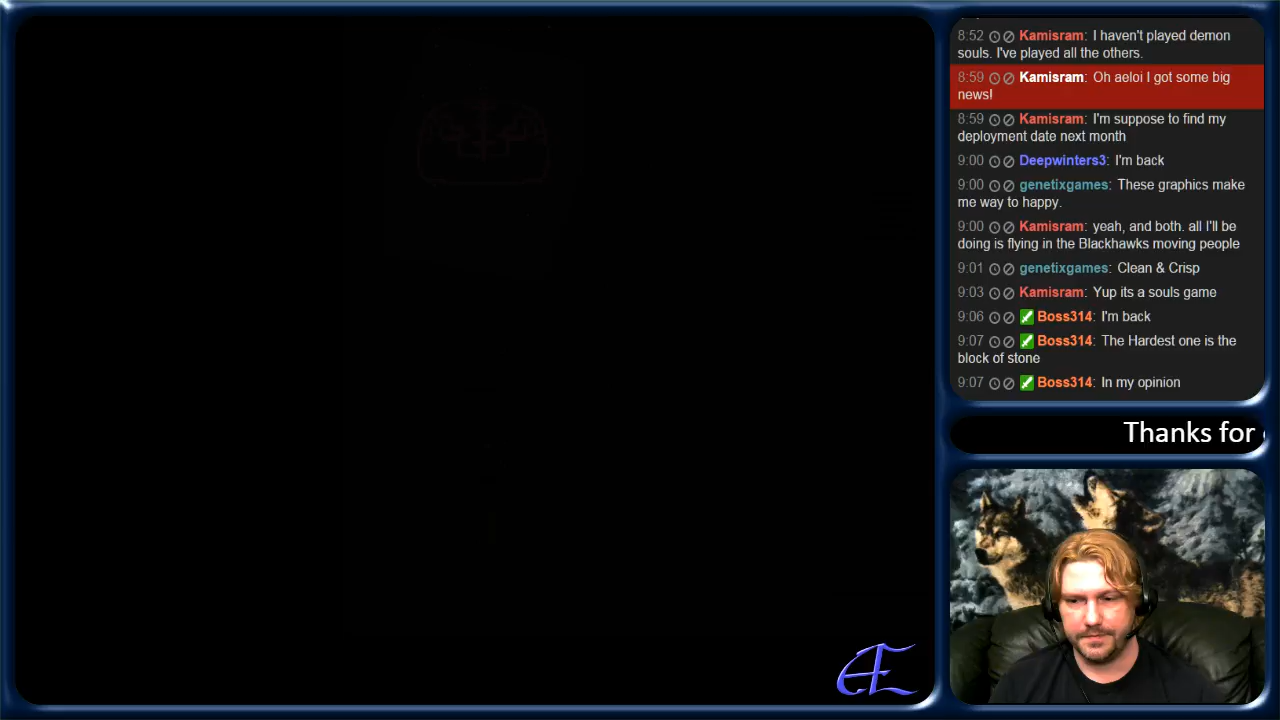 8:52 Kamisram: I haven't played demon
souls. I've played all the others.
8:59 Kamisram: Oh aeloi I got some big
news!
8:59 Kamisram: I'm suppose to find my
deployment date next month
9:00 Deepwinters3: I'm back
9:00 genetixgames: These graphics make
me way to happy.
9:00 Kamisram: yeah, and both. all I'll be
doing is flying in the Blackhawks moving people
9:01 genetixgames: Clean & Crisp
9:03 Kamisram: Yup its a souls game
9:06 Boss314: I'm back
9:07 Boss314: The Hardest one is the
block of stone
9:07 Boss314: In my opinion
Thanks for